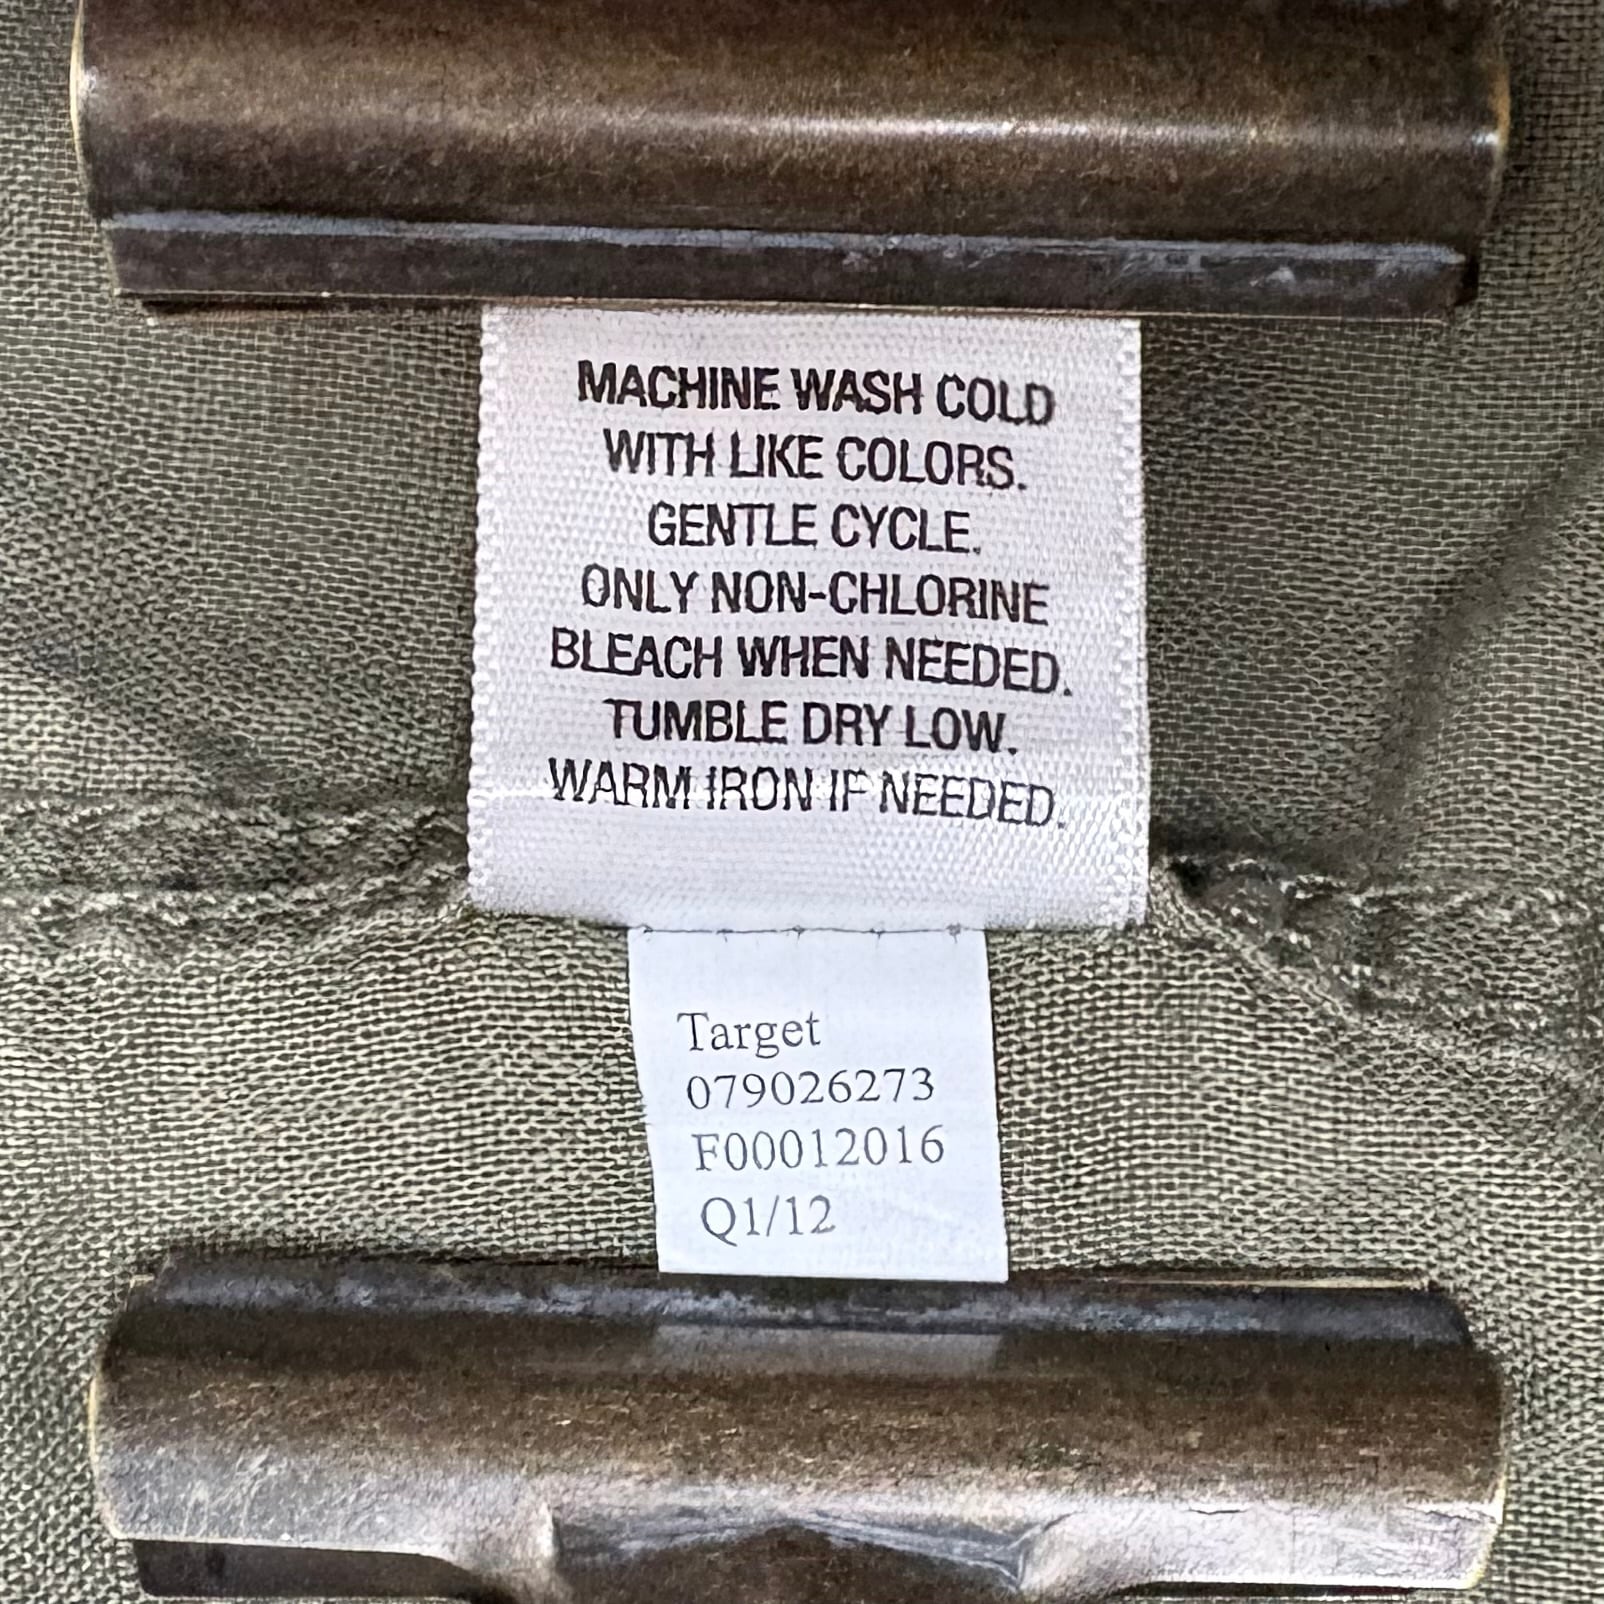 MACHINE WASH COLD
WITH LIKE COLORS.
GENTLE CYCLE.
ONLY NON-CHLORINE
BLEACH WHEN NEEDED.
TUMBLE DRY LOW.
WARM IRON IF NEEDED.
Target
079026273
F00012016
Q1/12